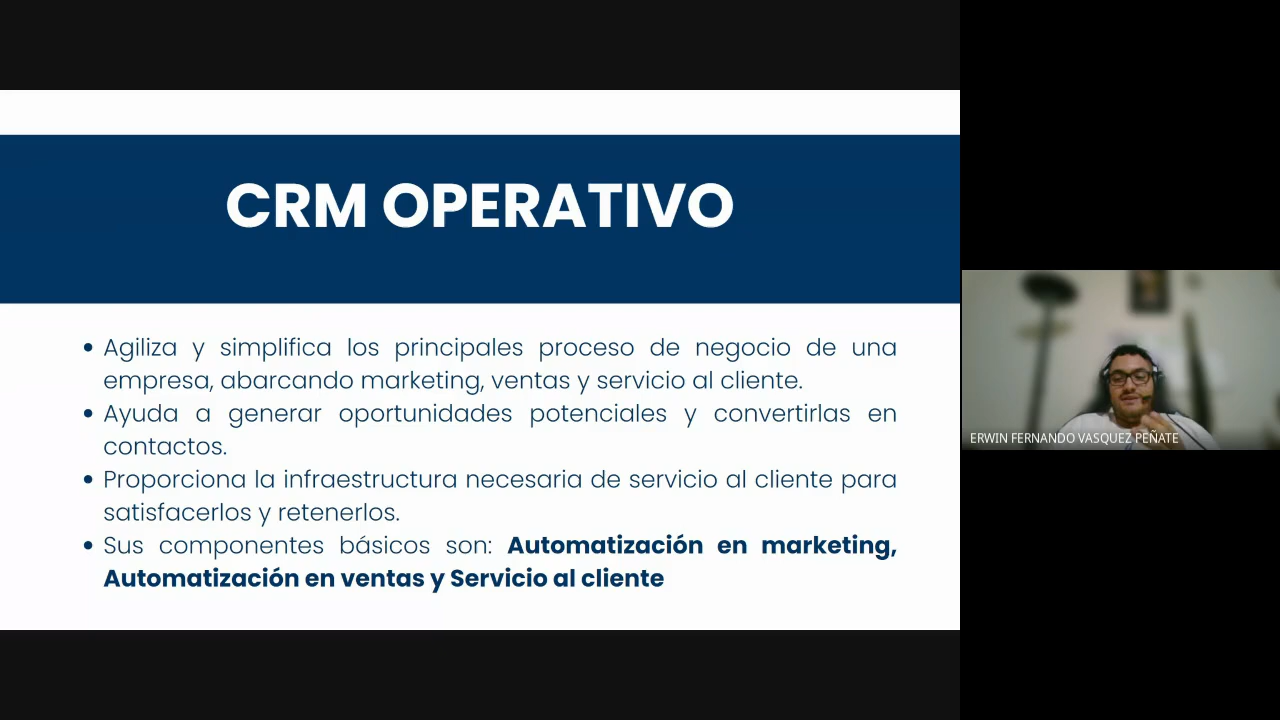 CRM OPERATIVO
Agiliza y simplifica los principales proceso de negocio de una
empresa, abarcando marketing, ventas y servicio al cliente.
Ayuda a generar oportunidades potenciales y convertirlas en
contactos.
Proporciona la infraestructura necesaria de servicio al cliente para
satisfacerlos y retenerlos.
Sus componentes básicos son: Automatización en marketing,
Automatización en ventas y Servicio al cliente
ERWIN FERNANDO VASQUEZ PEÑATE